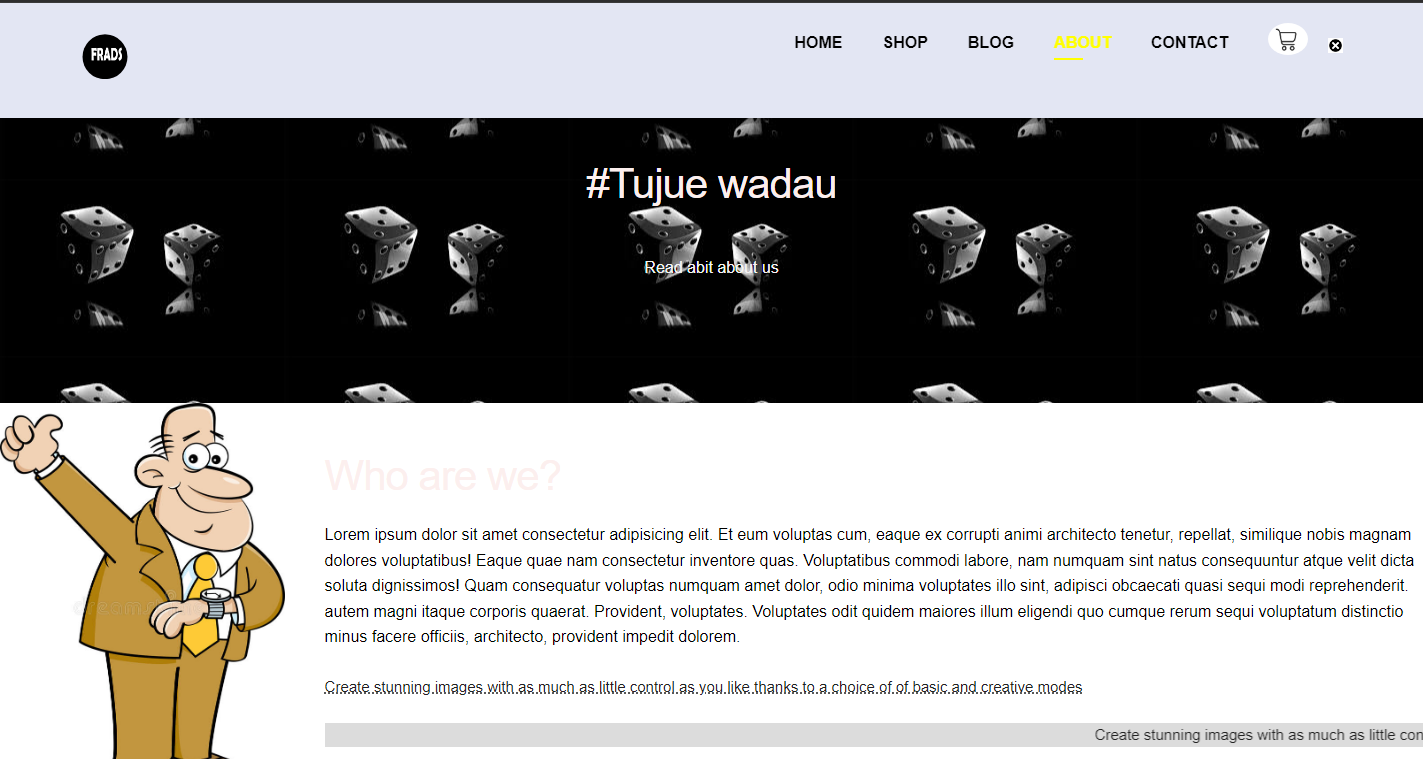 FRADS
HOME SHOP BLOG ABOUT CONTACT
#Tujue wadau
Read abit about us
Who are we?
Lorem ipsum dolor sit amet consectetur adipisicing elit. Et eum voluptas cum, eaque ex corrupti animi architecto tenetur, repellat, similique nobis magnam
dolores voluptatibus! Eaque quae nam consectetur inventore quas. Voluptatibus commodi labore, nam numquam sint natus consequuntur atque velit dicta
soluta dignissimos! Quam consequatur voluptas numquam amet dolor, odio minima voluptates illo sint, adipisci obcaecati quasi sequi modi reprehenderit.
autem magni itaque corporis quaerat. Provident, voluptates. Voluptates odit quidem maiores illum eligendi quo cumque rerum sequi voluptatum distinctio
minus facere officiis, architecto, provident impedit dolorem.
Create stunning images with as much as little control as you like thanks to a choice of of basic and creative modes
Create stunning images with as much as little con